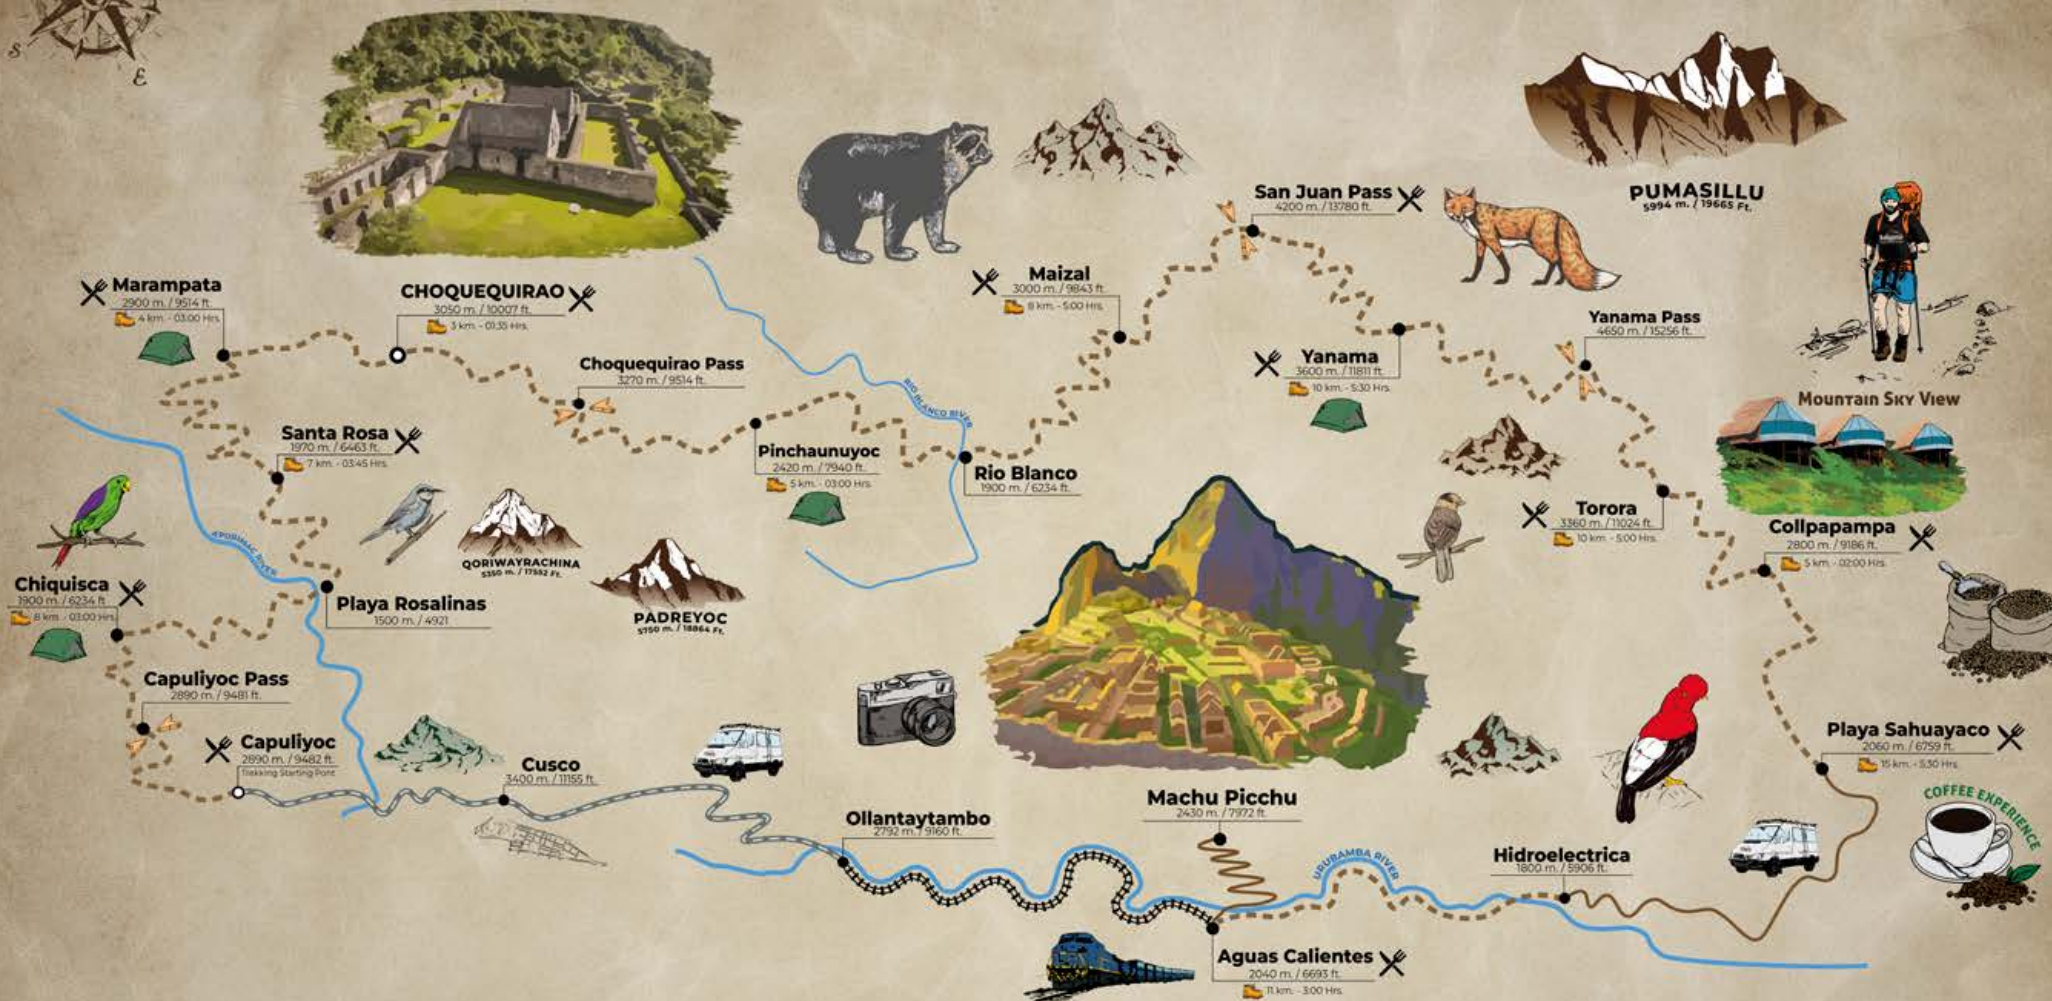 S
E
PUMASILLU
5994 m. / 19665 Ft.
San Juan Pass
4200 m. / 13780 ft.
Marampata
2900 m. / 9514 ft.
4 km. - 03:00 Hrs.
CHOQUEQUIRAO
3050 m. / 10007 ft.
3 km. - 01:35 Hrs.
Maizal
3000 m. / 9843 ft.
8 km. - 5:00 Hrs.
Choquequirao Pass
3270 m. / 9514 ft.
RIO BLANCO RIVER
Yanama Pass
4650 m. / 15256 ft.
Yanama
3600 m. / 11811 ft.
10 km. - 5:30 Hrs.
Mountain Sky View
Santa Rosa
1970 m. / 6463 ft.
7 km. - 03:45 Hrs.
Pinchaunuyoc
2420 m. / 7940 ft.
5 km. - 03:00 Hrs.
Rio Blanco
1900 m. / 6234 ft.
Torora
3360 m. / 11024 ft.
10 km. - 5:00 Hrs.
Collpapampa
2800 m. / 9186 ft.
5 km. - 02:00 Hrs.
APURIMAC RIVER
QORIWAYRACHINA
5350 m. / 17552 Ft.
PADREYOC
5750 m. / 18864 Ft.
Chiquisca
1900 m. / 6234 ft
8 km. - 03:00 Hrs.
Playa Rosalinas
1500 m. / 4921
Capuliyoc Pass
2890 m. / 9481 ft.
Capuliyoc
2890 m. / 9482 ft.
Trekking Starting Point
Cusco
3400 m. / 11155 ft.
Ollantaytambo
2792 m. / 9160 ft.
Machu Picchu
2430 m. / 7972 ft.
URUBAMBA RIVER
Hidroelectrica
1800 m. / 5906 ft.
Playa Sahuayaco
2060 m. / 6759 ft.
15 km. - 5:30 Hrs.
COFFEE EXPERIENCE
Aguas Calientes
2040 m. / 6693 ft.
11 km. - 3:00 Hrs.